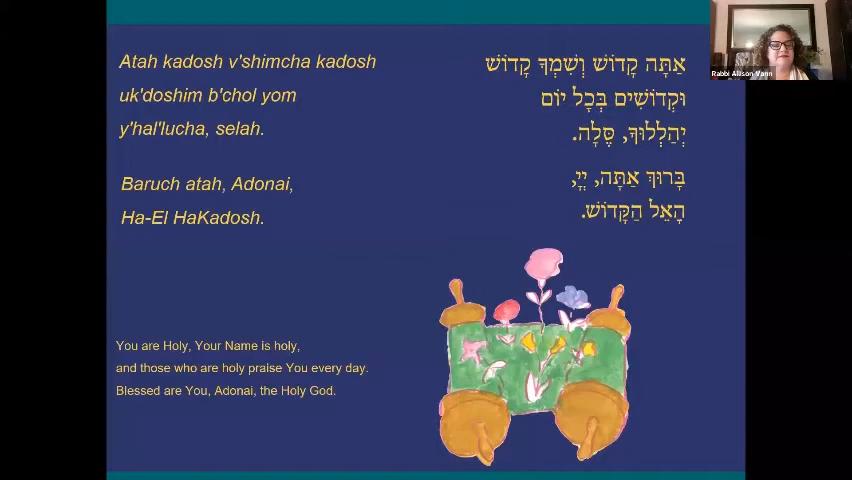 Atah kadosh v'shimcha kadosh
uk'doshim b'chol yom
y'hal'lucha, selah.
Baruch atah, Adonai,
Ha-El HaKadosh.
אַתָּה קָדוֹשׁ וְשִׁמְךָ קָדוֹשׁ
וּקְדוֹשִׁים בְּכָל יוֹם
יְהַלְלוּךָ, סֶּלָה.
בָּרוּךְ אַתָּה, יְיָ,
הָאֵל הַקָּדוֹשׁ.
You are Holy, Your Name is holy,
and those who are holy praise You every day.
Blessed are You, Adonai, the Holy God.
Rabbi Allison Vann